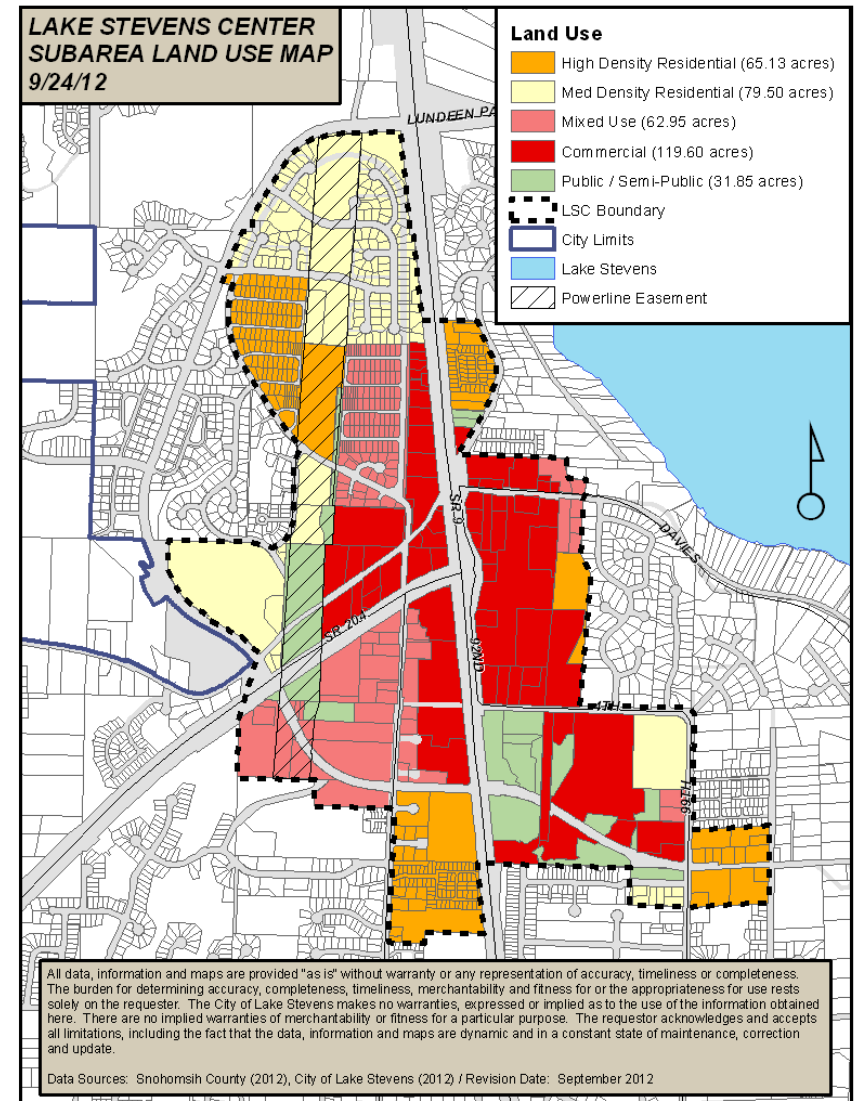 LAKE STEVENS CENTER
SUBAREA LAND USE MAP
9/24/12
Land Use
High Density Residential (65.13 acres)
Med Density Residential (79.50 acres)
Mixed Use (62.95 acres)
Commercial (119.60 acres)
Public / Semi-Public (31.85 acres)
LSC Boundary
City Limits
Lake Stevens
Powerline Easement
LUNDEEN PA
SR 9
DAVIES
SR 204
92ND
4TH
99TH
All data, information and maps are provided "as is" without warranty or any representation of accuracy, timeliness or completeness.
The burden for determining accuracy, completeness, timeliness, merchantability and fitness for or the appropriateness for use rests
solely on the requester. The City of Lake Stevens makes no warranties, expressed or implied as to the use of the information obtained
here. There are no implied warranties of merchantability or fitness for a particular purpose. The requestor acknowledges and accepts
all limitations, including the fact that the data, information and maps are dynamic and in a constant state of maintenance, correction
and update.
Data Sources: Snohomsih County (2012), City of Lake Stevens (2012) / Revision Date: September 2012